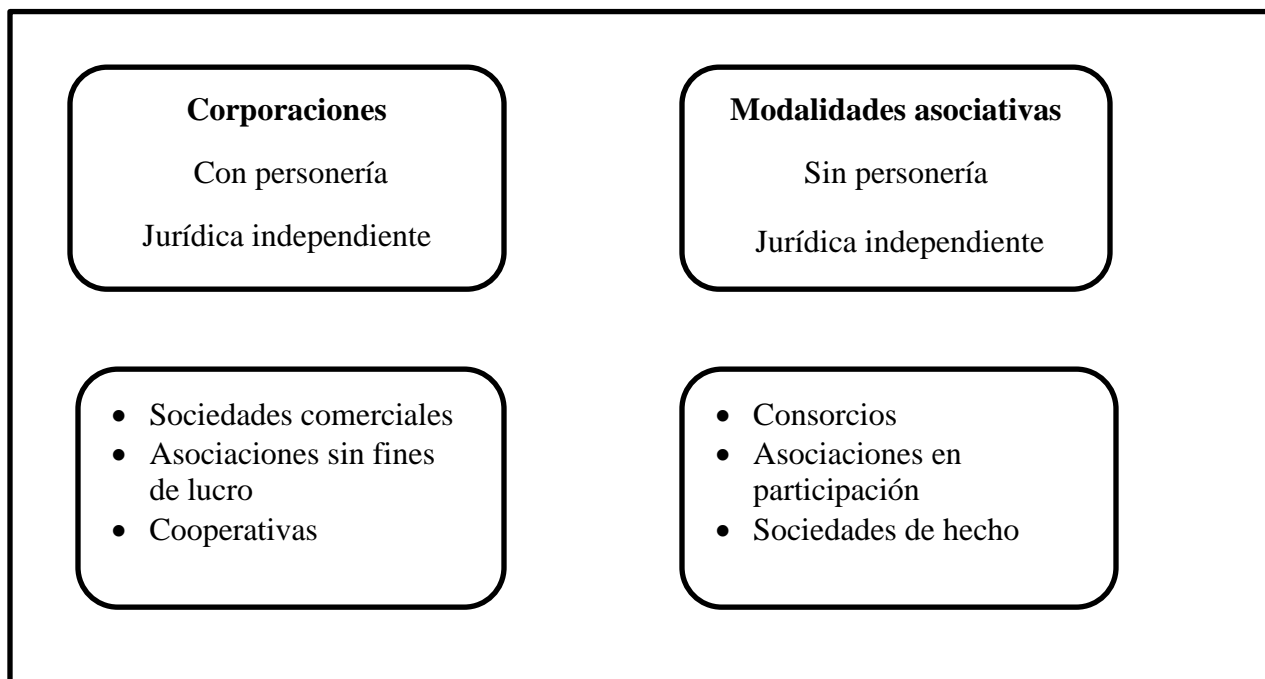 Corporaciones
Con personería
Jurídica independiente
Modalidades asociativas
Sin personería
Jurídica independiente
• Sociedades comerciales
• Asociaciones sin fines
de lucro
• Cooperativas
• Consorcios
• Asociaciones en
participación
• Sociedades de hecho